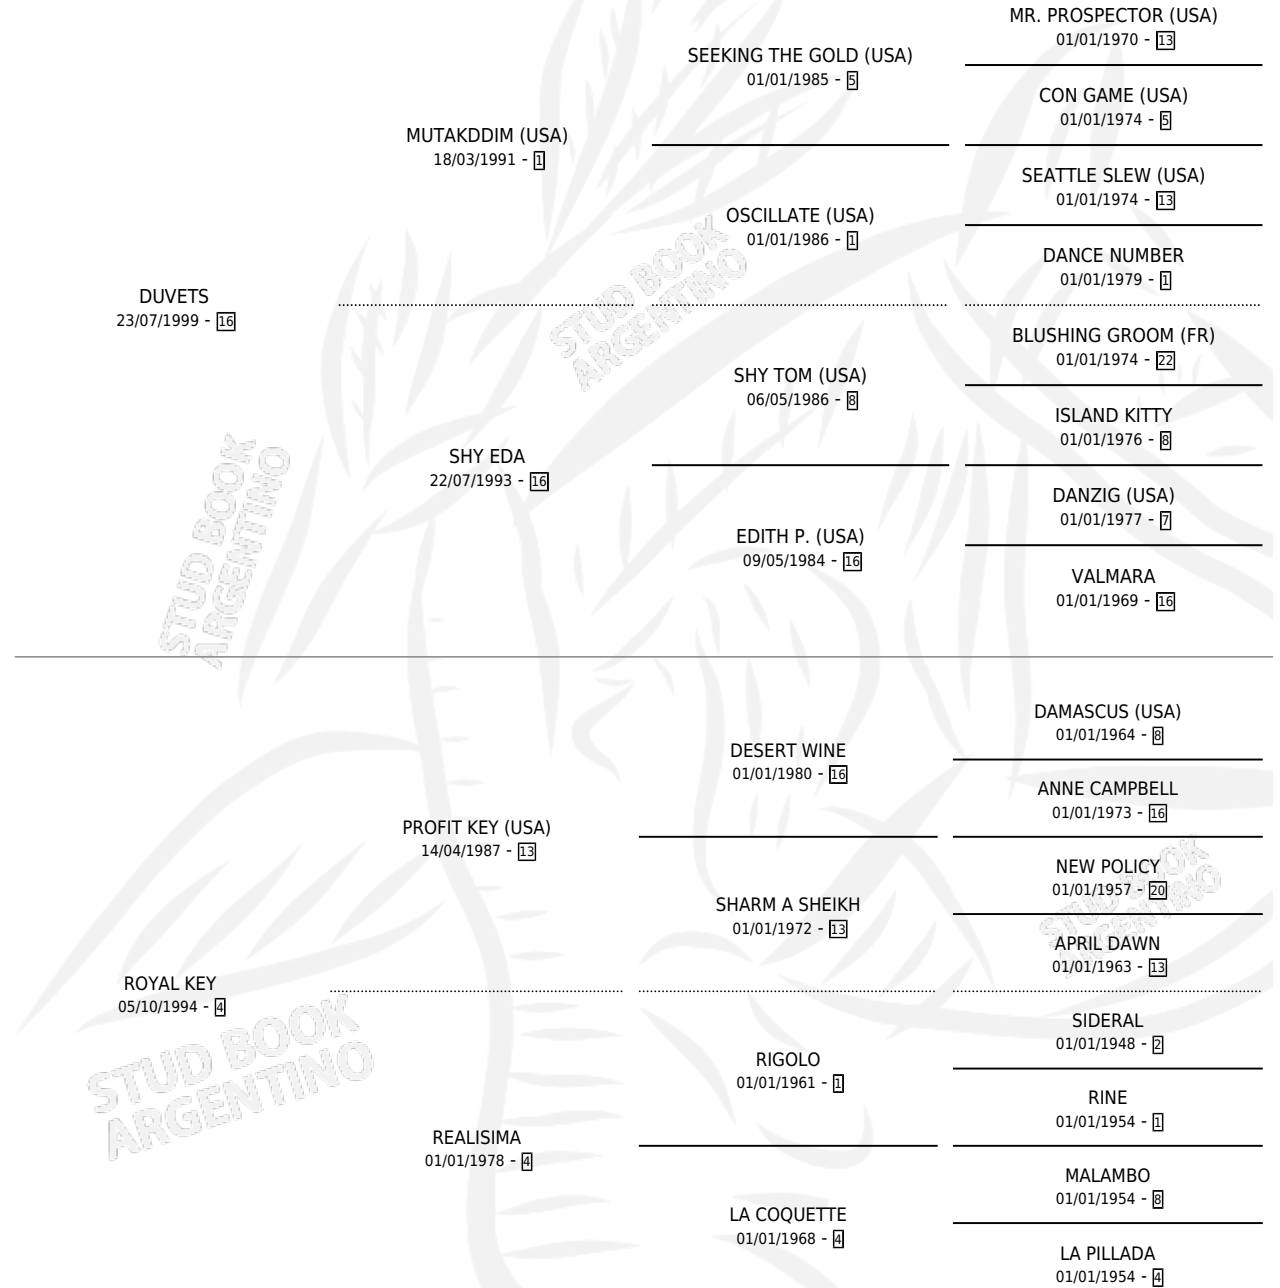 MR. PROSPECTOR (USA)
01/01/1970 - 13
SEEKING THE GOLD (USA)
01/01/1985 - 5
CON GAME (USA)
01/01/1974 - 5
MUTAKDDIM (USA)
18/03/1991 - 1
SEATTLE SLEW (USA)
01/01/1974 - 13
OSCILLATE (USA)
01/01/1986 - 1
DANCE NUMBER
01/01/1979 - 1
DUVETS
23/07/1999 - 16
STUD BOOK
ARGENTINO
BLUSHING GROOM (FR)
01/01/1974 - 22
SHY TOM (USA)
06/05/1986 - 8
ISLAND KITTY
01/01/1976 - 8
SHY EDA
22/07/1993 - 16
DANZIG (USA)
01/01/1977 - 7
EDITH P. (USA)
09/05/1984 - 16
VALMARA
01/01/1969 - 16
STUD BOOK
ARGENTINO
DAMASCUS (USA)
01/01/1964 - 8
DESERT WINE
01/01/1980 - 16
ANNE CAMPBELL
01/01/1973 - 16
PROFIT KEY (USA)
14/04/1987 - 13
NEW POLICY
01/01/1957 - 20
SHARM A SHEIKH
01/01/1972 - 13
STUD BOOK
ARGENTINO
APRIL DAWN
01/01/1963 - 13
ROYAL KEY
05/10/1994 - 4
SIDERAL
01/01/1948 - 2
RIGOLO
01/01/1961 - 1
STUD BOOK
ARGENTINO
RINE
01/01/1954 - 1
REALISIMA
01/01/1978 - 4
MALAMBO
01/01/1954 - 8
LA COQUETTE
01/01/1968 - 4
LA PILLADA
01/01/1954 - 4